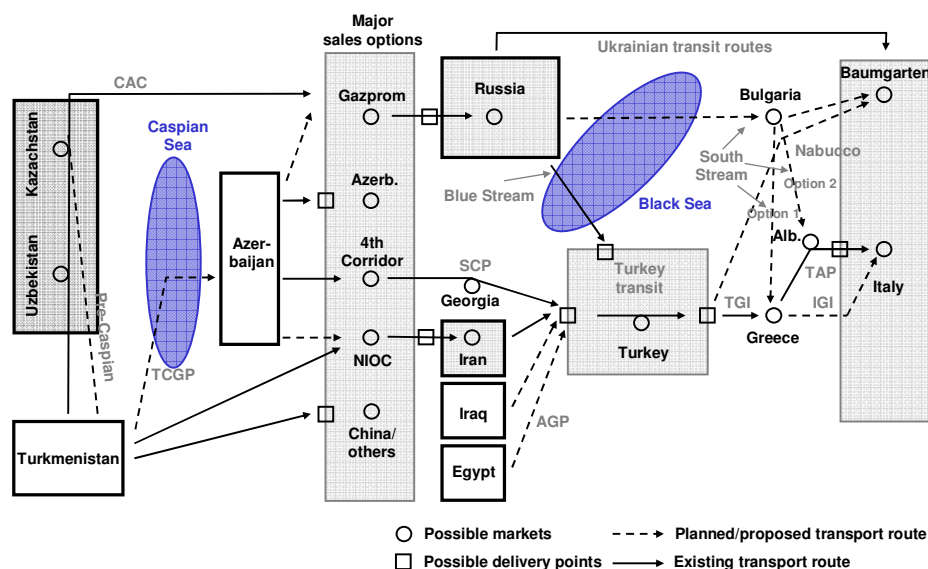 Major
sales options
Ukrainian transit routes
CAC
Kazachstan
Uzbekistan
Pre-Caspian
Caspian
Sea
TCGP
Turkmenistan
Azer-
baijan
Gazprom
Azerb.
4th
Corridor
NIOC
China/
others
Russia
Blue Stream
Black Sea
SCP
Georgia
Iran
Iraq
Egypt
AGP
Turkey
transit
Turkey
TGI
Bulgaria
South
Stream
Option 1
Option 2
Nabucco
Alb.
Greece
TAP
IGI
Baumgarten
Italy
Possible markets
Possible delivery points
Planned/proposed transport route
Existing transport route